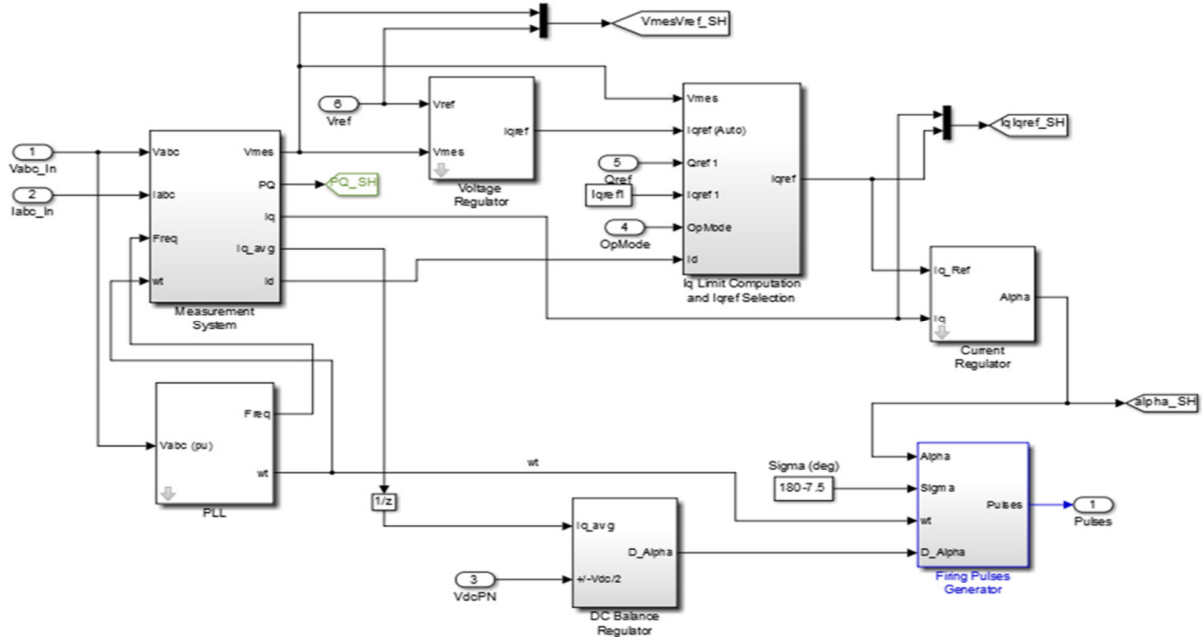 VmesVref_SH
6
Vref
Vref
Vmes
Iqref
Voltage
Regulator
1
Vabc_In
2
Iabc_In
Vabc
Iabc
Freq
wt
Vmes
PQ
Iq
Iq_avg
Id
Measurement
System
PQ_SH
Vmes
Iqref (Auto)
Qref 1
Iqref 1
OpMode
Id
Iqref
Iq Limit Computation
and Iqref Selection
5
Qref
Iqref1
4
OpMode
IqIqref_SH
Iq_Ref
Iq
Alpha
Current
Regulator
alpha_SH
Vabc (pu)
Freq
wt
PLL
wt
1/z
Sigma (deg)
180-7.5
Alpha
Sigma
wt
D_Alpha
Pulses
Firing Pulses
Generator
1
Pulses
3
VdcPN
Iq_avg
+/-Vdc/2
D_Alpha
DC Balance
Regulator